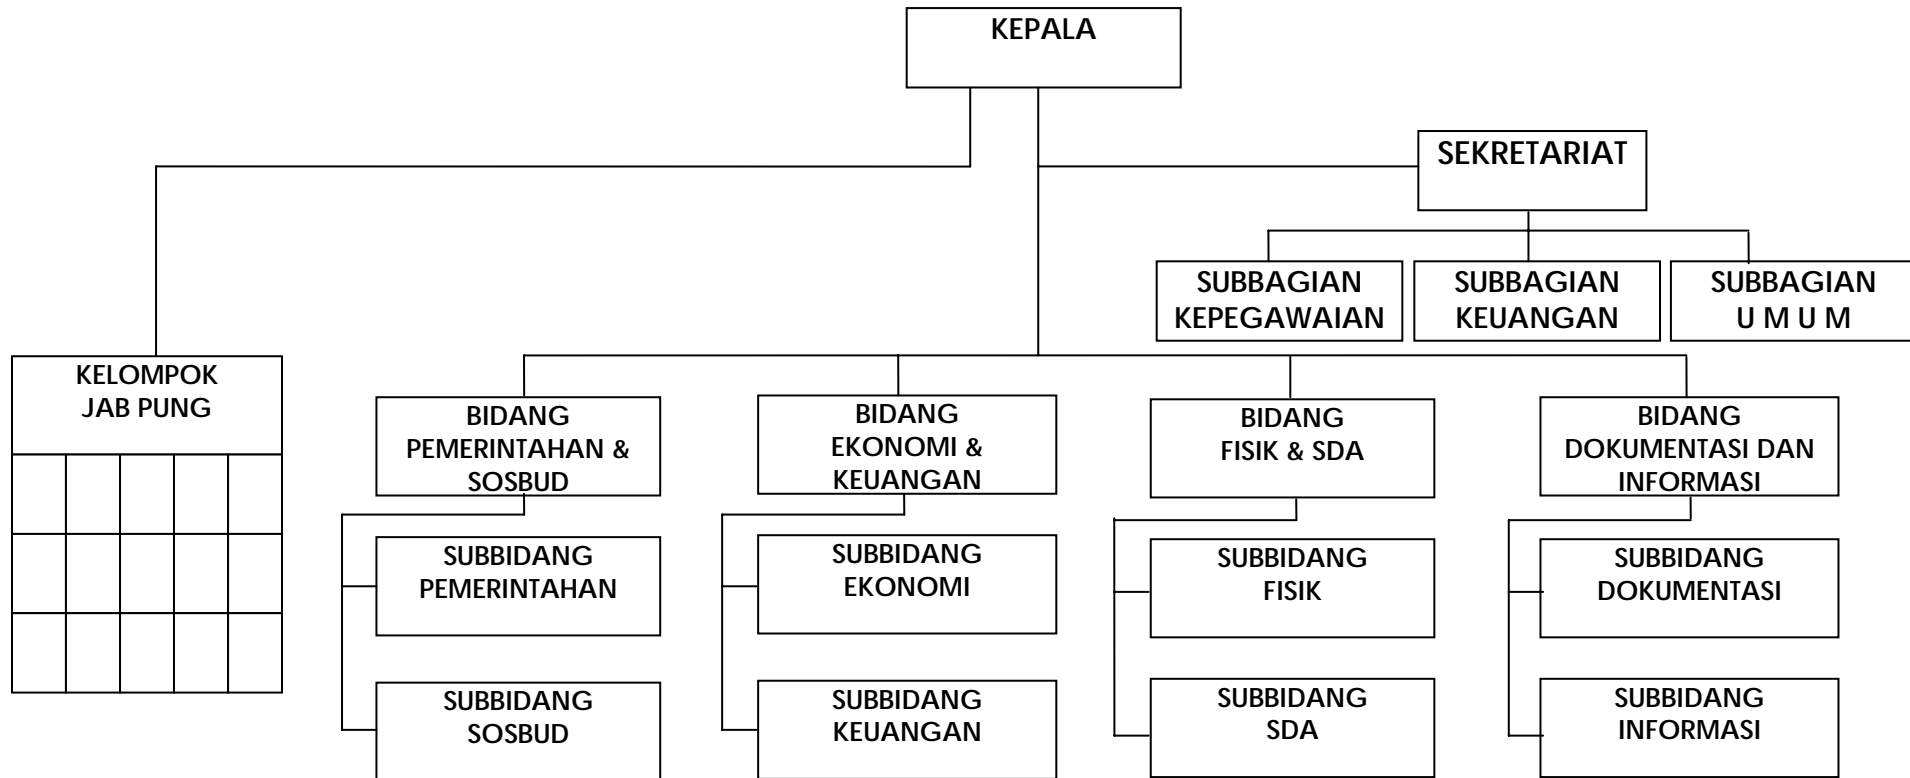 KEPALA
SEKRETARIAT
SUBBAGIAN
KEPEGAWAIAN
SUBBAGIAN
KEUANGAN
SUBBAGIAN
U M U M
KELOMPOK
JAB PUNG
BIDANG
PEMERINTAHAN &
SOSBUD
BIDANG
EKONOMI &
KEUANGAN
BIDANG
FISIK & SDA
BIDANG
DOKUMENTASI DAN
INFORMASI
SUBBIDANG
PEMERINTAHAN
SUBBIDANG
EKONOMI
SUBBIDANG
FISIK
SUBBIDANG
DOKUMENTASI
SUBBIDANG
SOSBUD
SUBBIDANG
KEUANGAN
SUBBIDANG
SDA
SUBBIDANG
INFORMASI